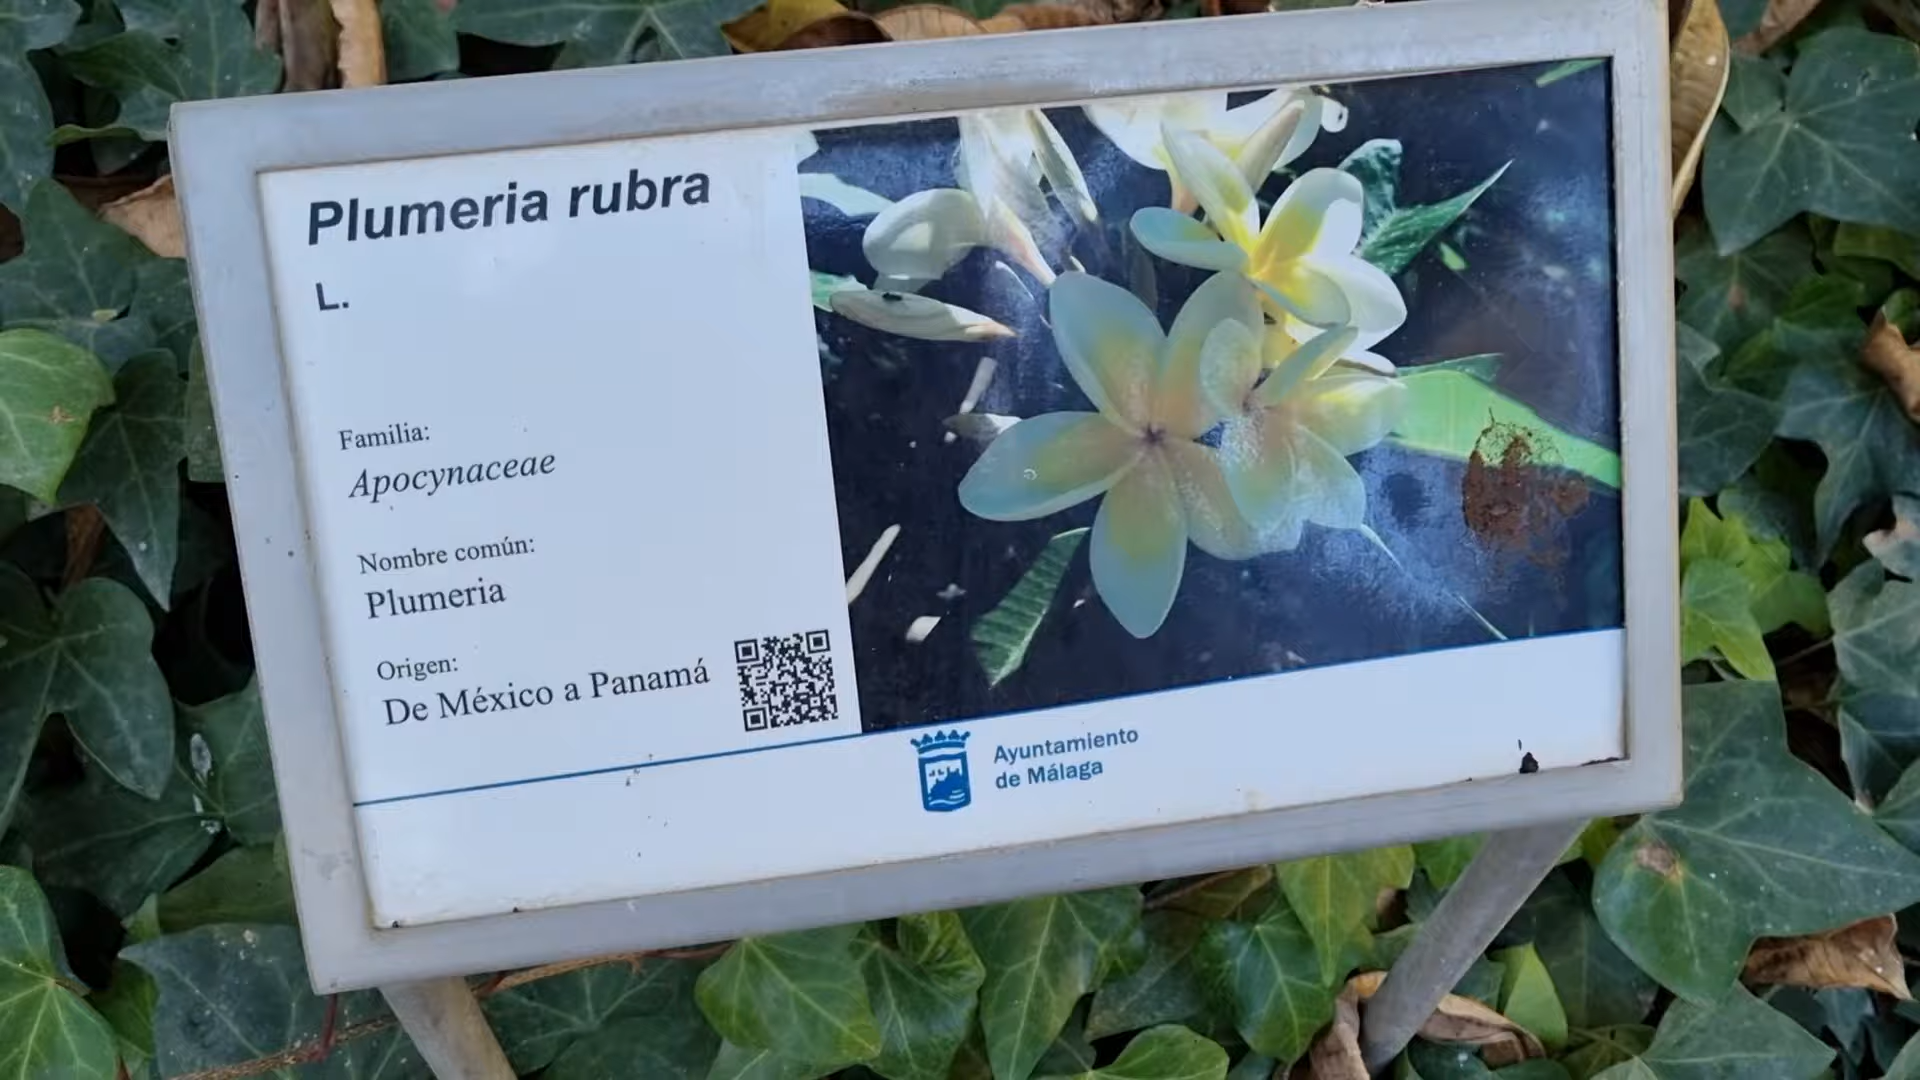 Plumeria rubra
L.
Familia:
Apocynaceae
Nombre común:
Plumeria
Origen:
De México a Panamá
Ayuntamiento
de Málaga